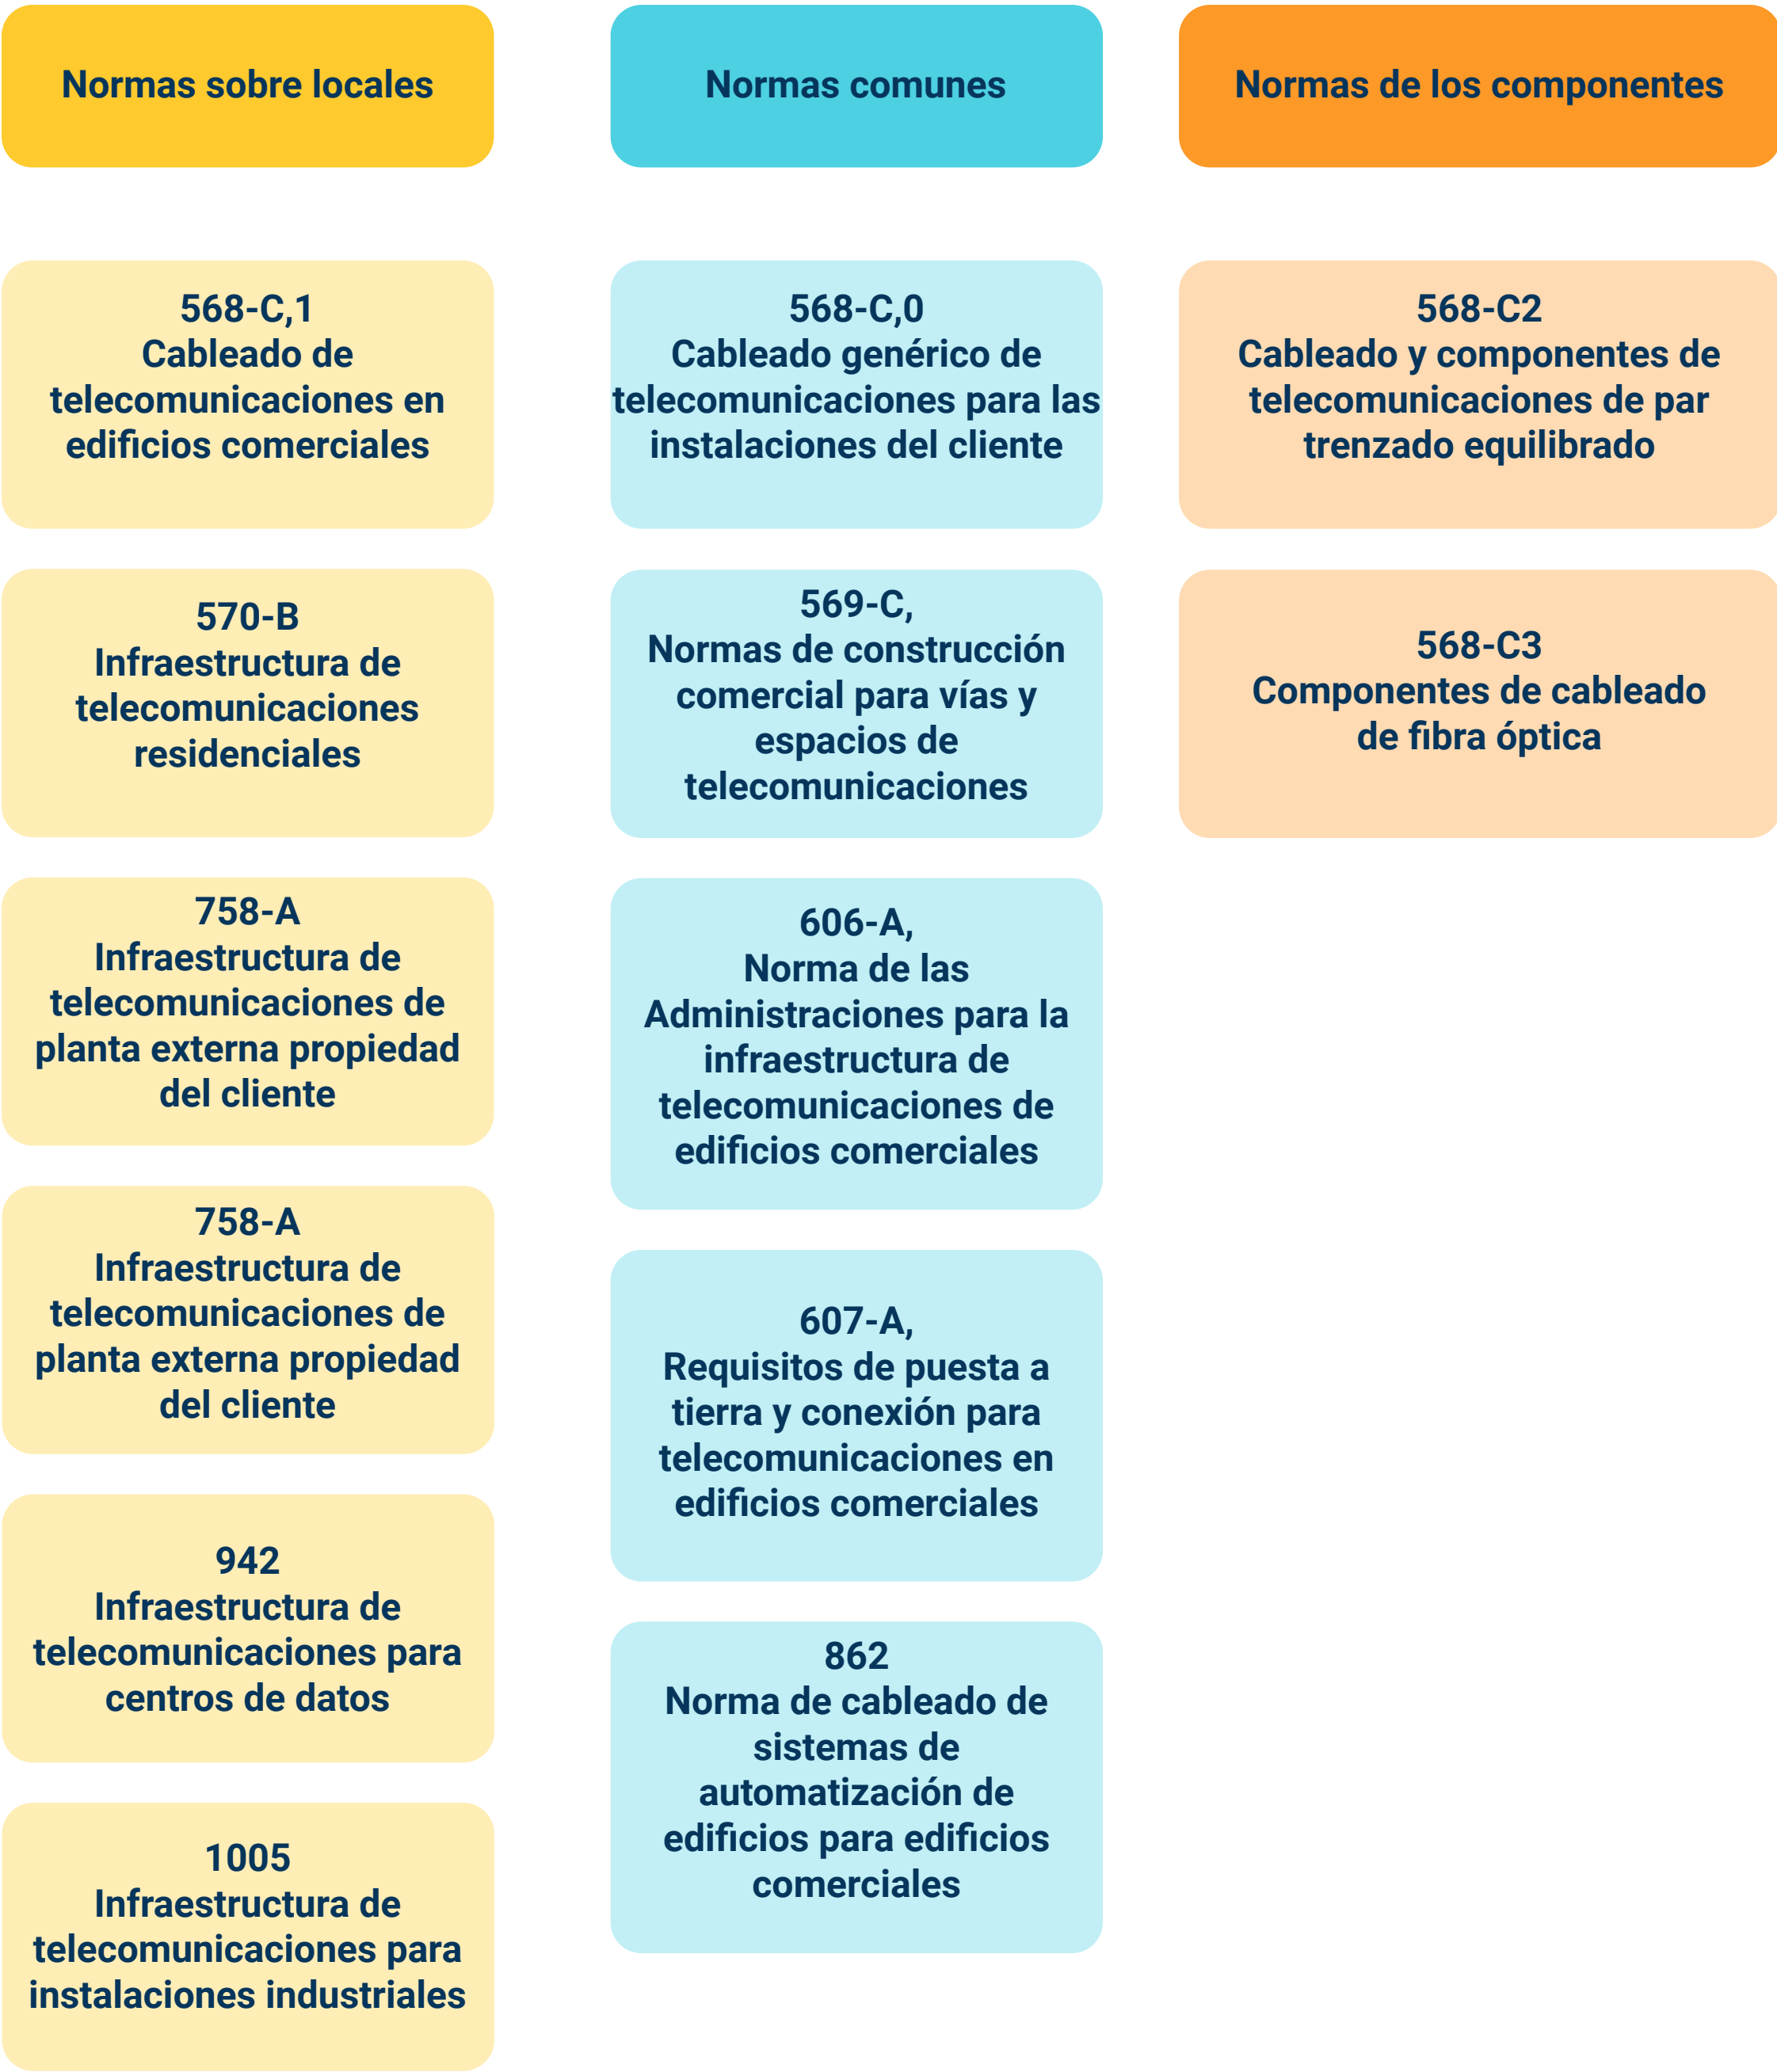 Normas sobre locales
Normas comunes
Normas de los componentes
568-C,1
Cableado de
telecomunicaciones en
edificios comerciales
570-B
Infraestructura de
telecomunicaciones
residenciales
758-A
Infraestructura de
telecomunicaciones de
planta externa propiedad
del cliente
758-A
Infraestructura de
telecomunicaciones de
planta externa propiedad
del cliente
942
Infraestructura de
telecomunicaciones para
centros de datos
1005
Infraestructura de
telecomunicaciones para
instalaciones industriales
568-C,0
Cableado genérico de
telecomunicaciones para las
instalaciones del cliente
569-C,
Normas de construcción
comercial para vías y
espacios de
telecomunicaciones
606-A,
Norma de las
Administraciones para la
infraestructura de
telecomunicaciones de
edificios comerciales
607-A,
Requisitos de puesta a
tierra y conexión para
telecomunicaciones en
edificios comerciales
862
Norma de cableado de
sistemas de
automatización de
edificios para edificios
comerciales
568-C2
Cableado y componentes de
telecomunicaciones de par
trenzado equilibrado
568-C3
Componentes de cableado
de fibra óptica